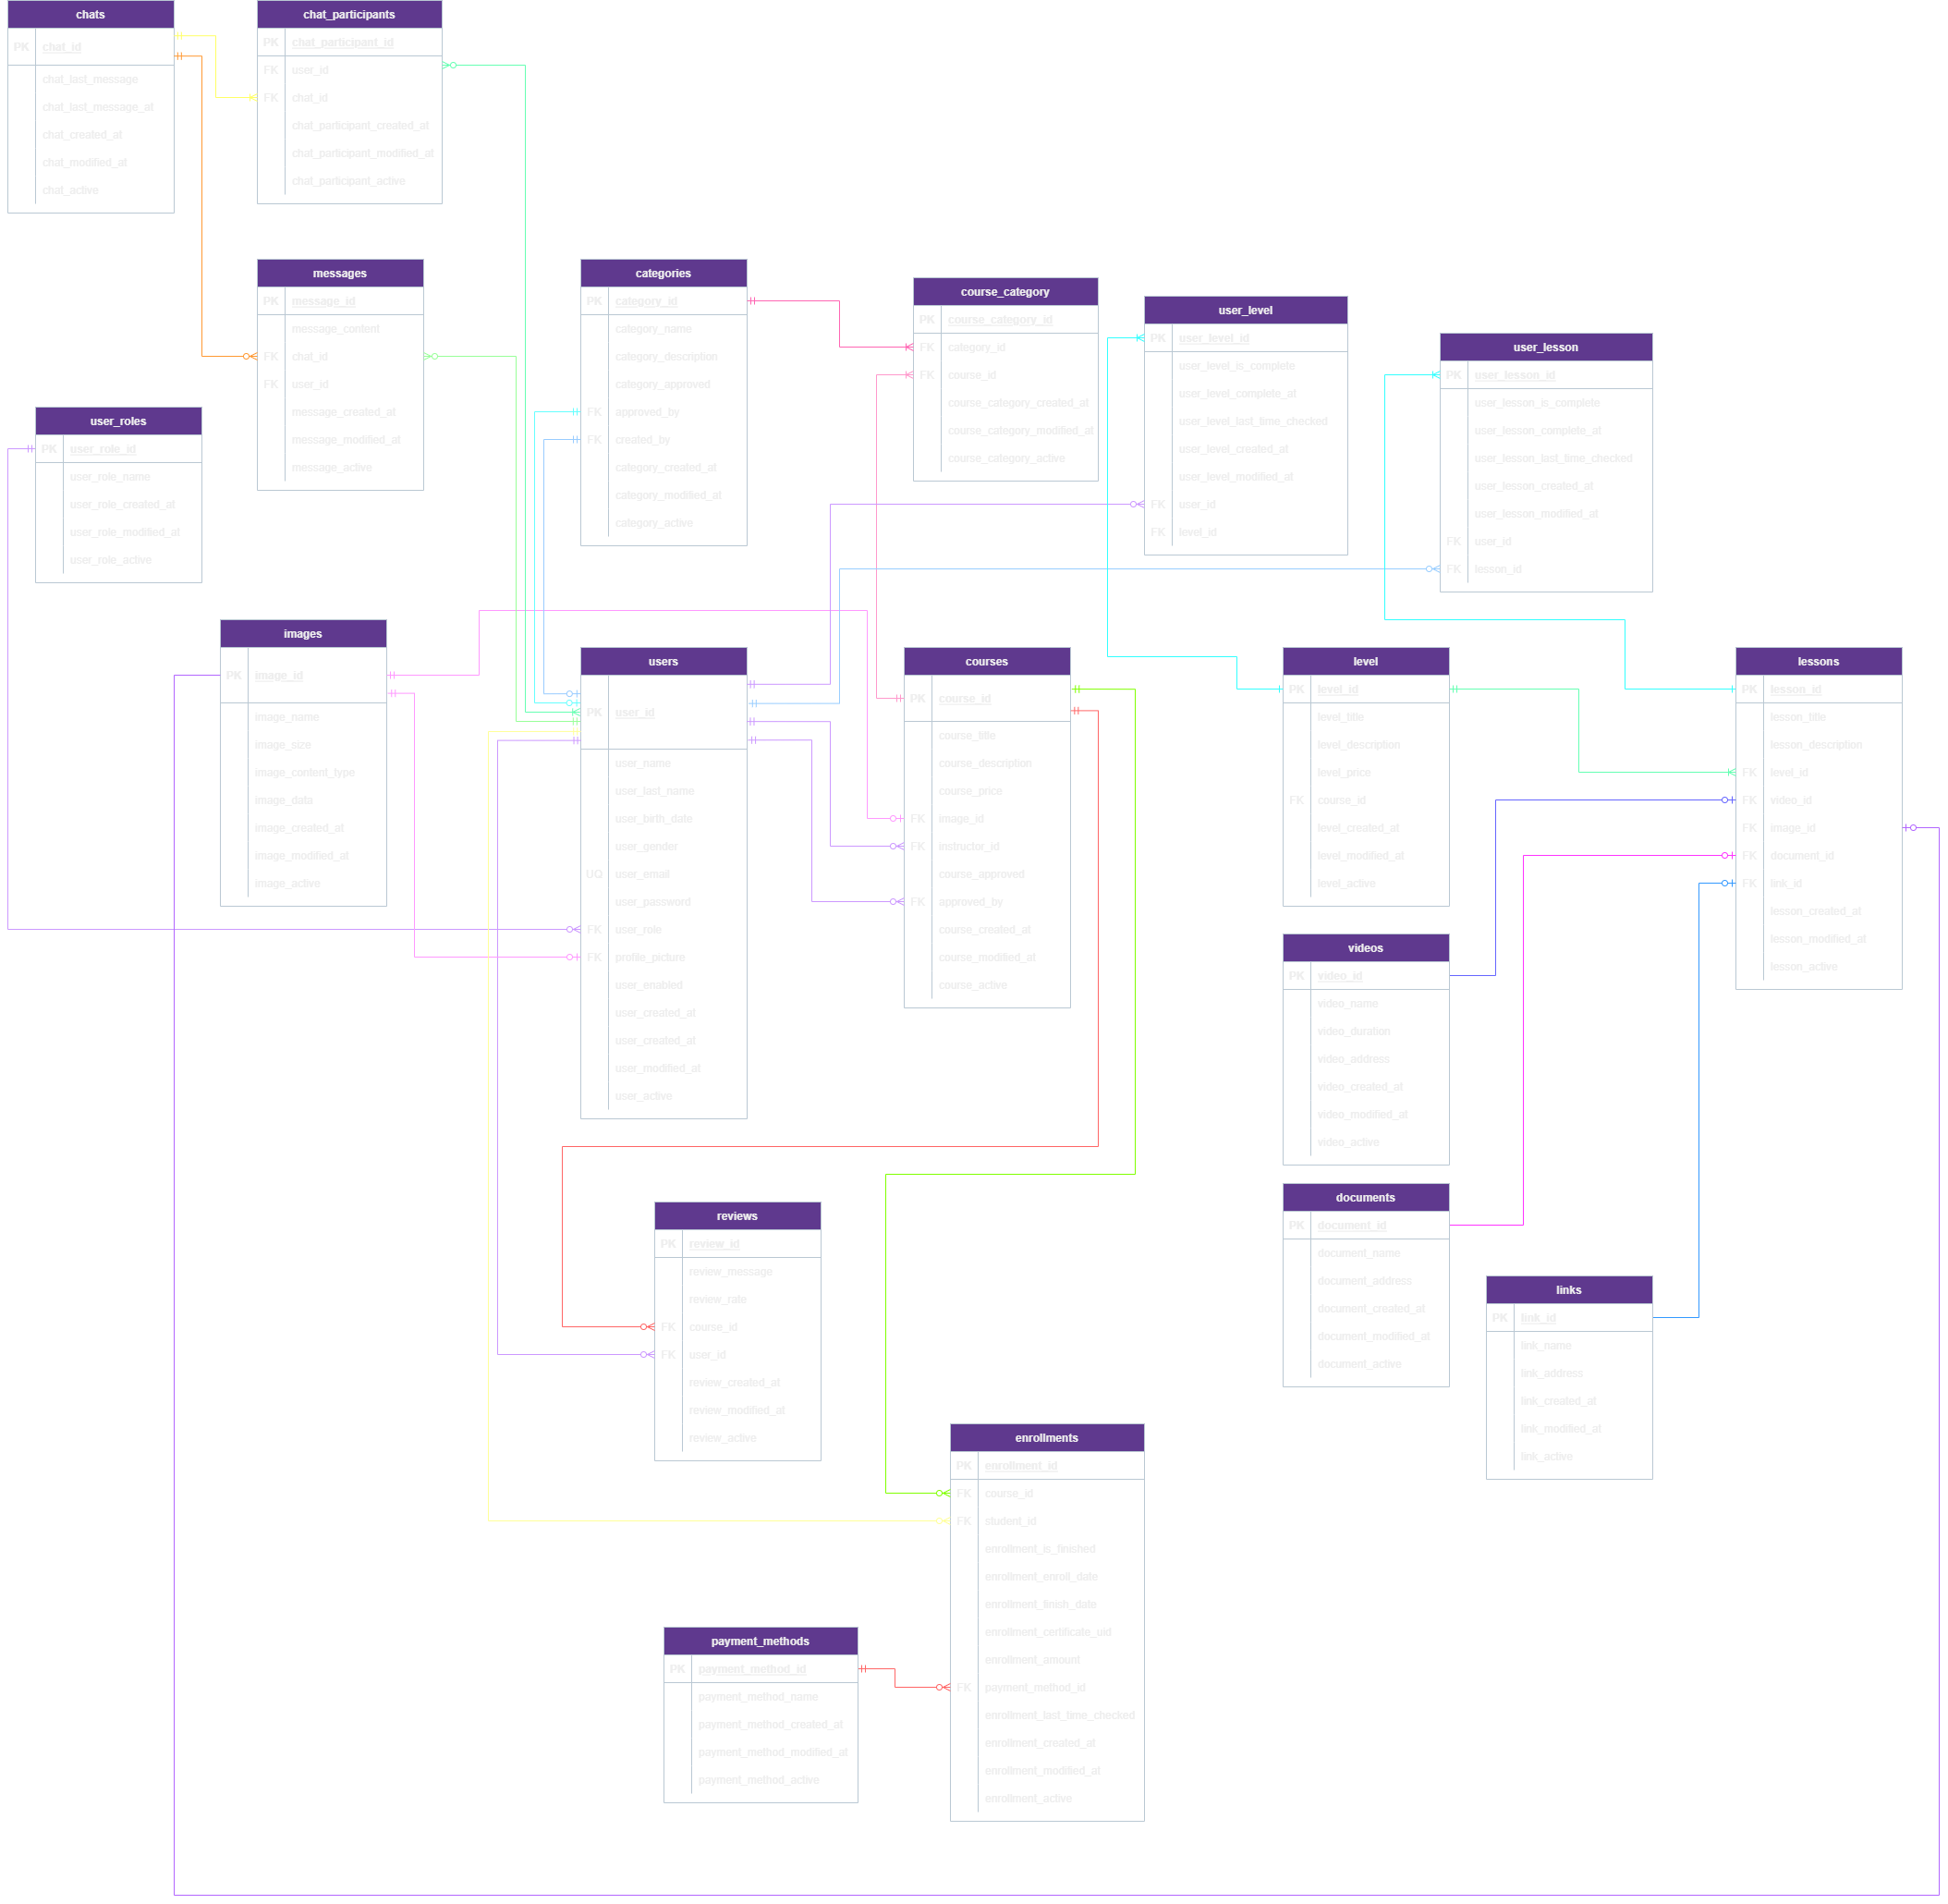 chats
PK chat_id
chat_last_message
chat_last_message_at
chat_created_at
chat_modified_at
chat_active
chat_participants
PK chat_participant_id
FK user_id
FK chat_id
chat_participant_created_at
chat_participant_modified_at
chat_participant_active
messages
PK message_id
message_content
FK chat_id
FK user_id
message_created_at
message_modified_at
message_active
categories
PK category_id
category_name
category_description
category_approved
FK approved_by
FK created_by
category_created_at
category_modified_at
category_active
course_category
PK course_category_id
FK category_id
FK course_id
course_category_created_at
course_category_modified_at
course_category_active
user_level
PK user_level_id
user_level_is_complete
user_level_complete_at
user_level_last_time_checked
user_level_created_at
user_level_modified_at
FK user_id
FK level_id
user_lesson
PK user_lesson_id
user_lesson_is_complete
user_lesson_complete_at
user_lesson_last_time_checked
user_lesson_created_at
user_lesson_modified_at
FK user_id
FK lesson_id
user_roles
PK user_role_id
user_role_name
user_role_created_at
user_role_modified_at
user_role_active
images
PK image_id
image_name
image_size
image_content_type
image_data
image_created_at
image_modified_at
image_active
users
PK user_id
user_name
user_last_name
user_birth_date
user_gender
UQ user_email
user_password
FK user_role
FK profile_picture
user_enabled
user_created_at
user_created_at
user_modified_at
user_active
courses
PK course_id
course_title
course_description
course_price
FK image_id
FK instructor_id
course_approved
FK approved_by
course_created_at
course_modified_at
course_active
level
PK level_id
level_title
level_description
level_price
FK course_id
level_created_at
level_modified_at
level_active
lessons
PK lesson_id
lesson_title
lesson_description
FK level_id
FK video_id
FK image_id
FK document_id
FK link_id
lesson_created_at
lesson_modified_at
lesson_active
videos
PK video_id
video_name
video_duration
video_address
video_created_at
video_modified_at
video_active
documents
PK document_id
document_name
document_address
document_created_at
document_modified_at
document_active
links
PK link_id
link_name
link_address
link_created_at
link_modified_at
link_active
reviews
PK review_id
review_message
review_rate
FK course_id
FK user_id
review_created_at
review_modified_at
review_active
enrollments
PK enrollment_id
FK course_id
FK student_id
enrollment_is_finished
enrollment_enroll_date
enrollment_finish_date
enrollment_certificate_uid
enrollment_amount
FK payment_method_id
enrollment_last_time_checked
enrollment_created_at
enrollment_modified_at
enrollment_active
payment_methods
PK payment_method_id
payment_method_name
payment_method_created_at
payment_method_modified_at
payment_method_active